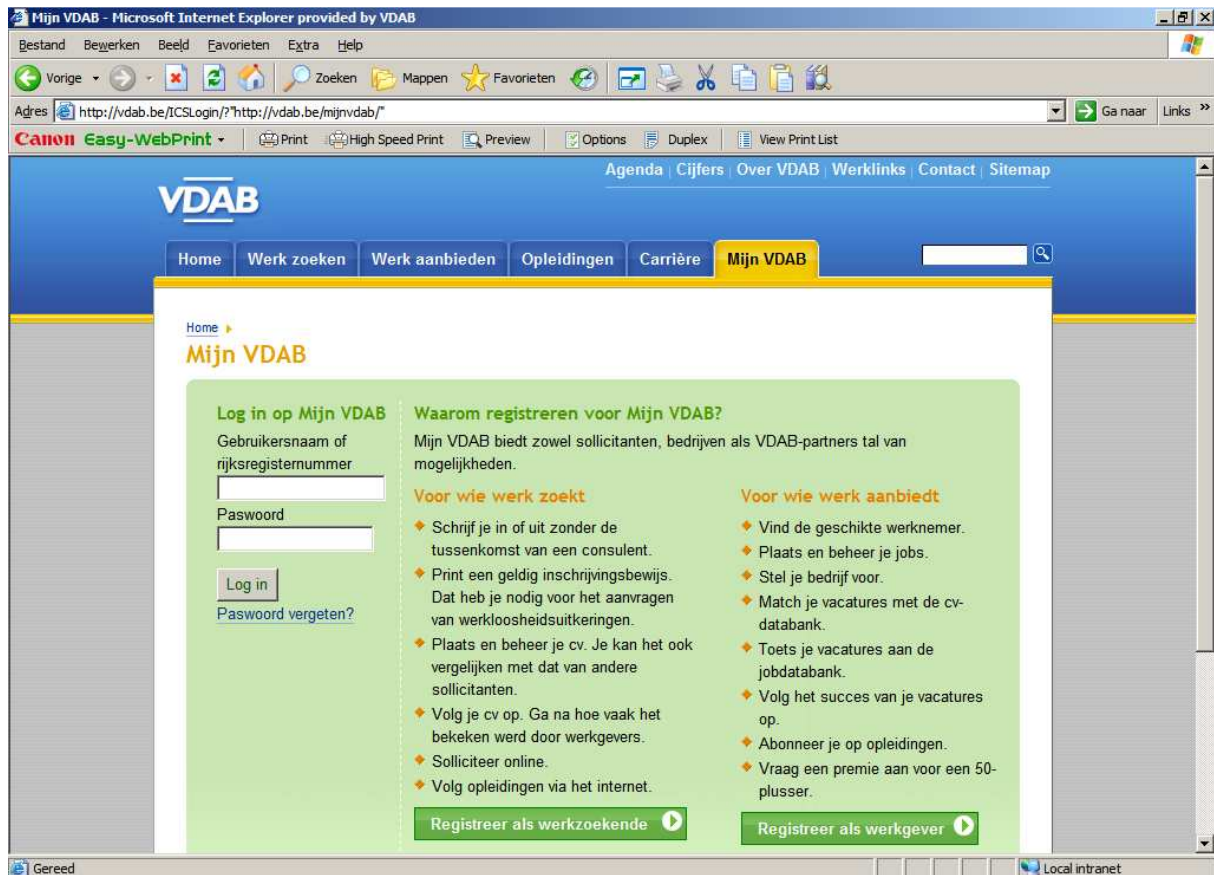 Mijn VDAB - Microsoft Internet Explorer provided by VDAB
Bestand Bewerken Beeld Favorieten Extra Help
Vorige Zoeken Mappen Favorieten
Adres http://vdab.be/ICSLogin/?"http://vdab.be/mijnvdab/" Ga naar Links »
Canon Easy-WebPrint Print High Speed Print Preview Options Duplex View Print List
Agenda | Cijfers | Over VDAB | Werklinks | Contact | Sitemap
VDAB
Home Werk zoeken Werk aanbieden Opleidingen Carrière Mijn VDAB
Home
Mijn VDAB
Log in op Mijn VDAB
Gebruikersnaam of
rijksregisternummer
Paswoord
Log in
Paswoord vergeten?
Waarom registreren voor Mijn VDAB?
Mijn VDAB biedt zowel sollicitanten, bedrijven als VDAB-partners tal van
mogelijkheden.
Voor wie werk zoekt
Schrijf je in of uit zonder de
tussenkomst van een consulent.
Print een geldig inschrijvingsbewijs.
Dat heb je nodig voor het aanvragen
van werkloosheidsuitkeringen.
Plaats en beheer je cv. Je kan het ook
vergelijken met dat van andere
sollicitanten.
Volg je cv op. Ga na hoe vaak het
bekeken werd door werkgevers.
Solliciteer online.
Volg opleidingen via het internet.
Registreer als werkzoekende
Voor wie werk aanbiedt
Vind de geschikte werknemer.
Plaats en beheer je jobs.
Stel je bedrijf voor.
Match je vacatures met de cv-
databank.
Toets je vacatures aan de
jobdatabank.
Volg het succes van je vacatures
op.
Abonneer je op opleidingen.
Vraag een premie aan voor een 50-
plusser.
Registreer als werkgever
Gereed Local intranet